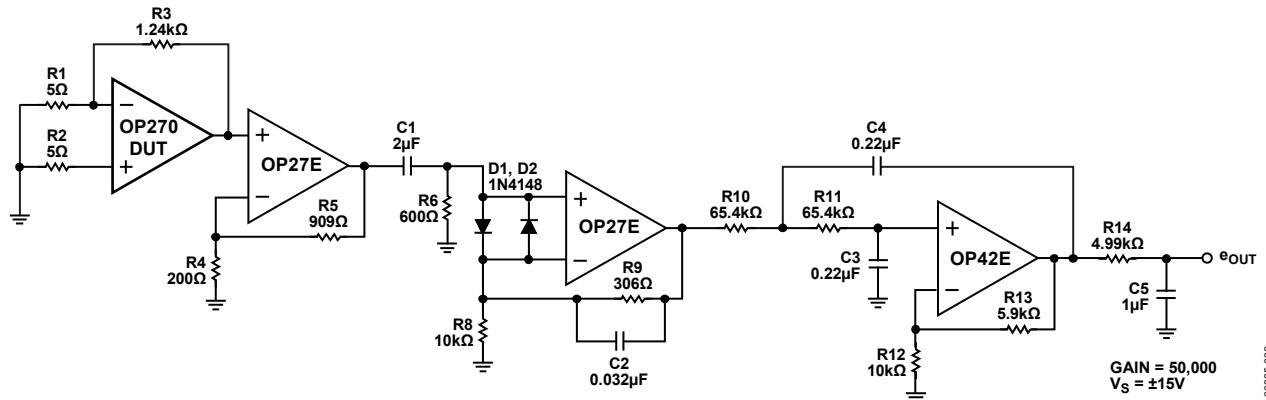 R3
1.24kΩ
R1
5Ω
R2
5Ω
−
+
OP270
DUT
+
−
OP27E
R5
909Ω
R4
200Ω
C1
2µF
R6
600Ω
D1, D2
1N4148
+
−
OP27E
R9
306Ω
R8
10kΩ
C2
0.032µF
R10
65.4kΩ
R11
65.4kΩ
C4
0.22µF
C3
0.22µF
+
−
OP42E
R13
5.9kΩ
R12
10kΩ
R14
4.99kΩ
C5
1µF
eOUT
GAIN = 50,000
VS = ±15V